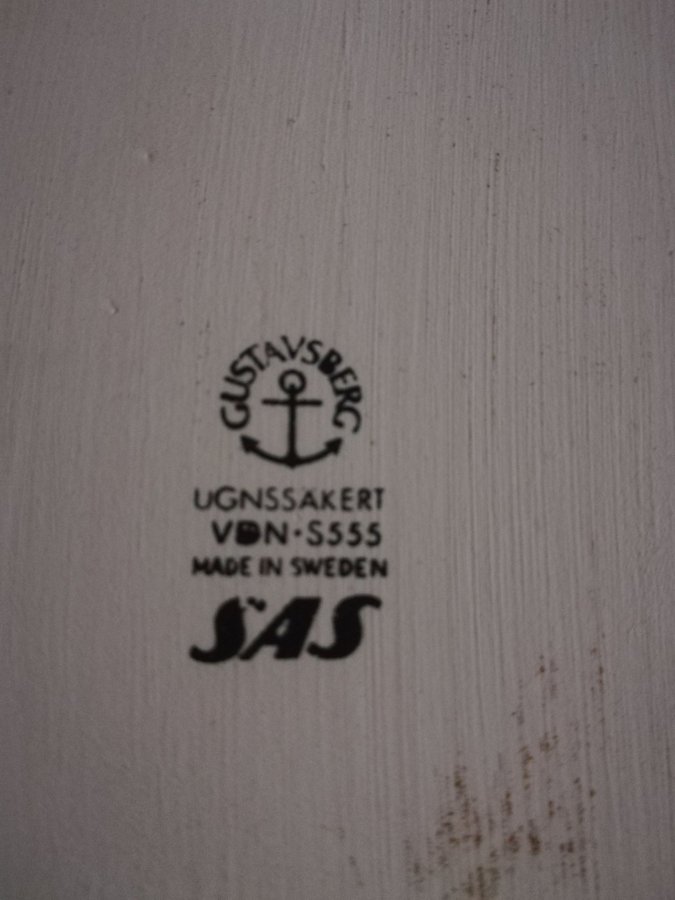 GUSTAVSBERG
UGNSSÄKERT
VDN·S555
MADE IN SWEDEN
SAS